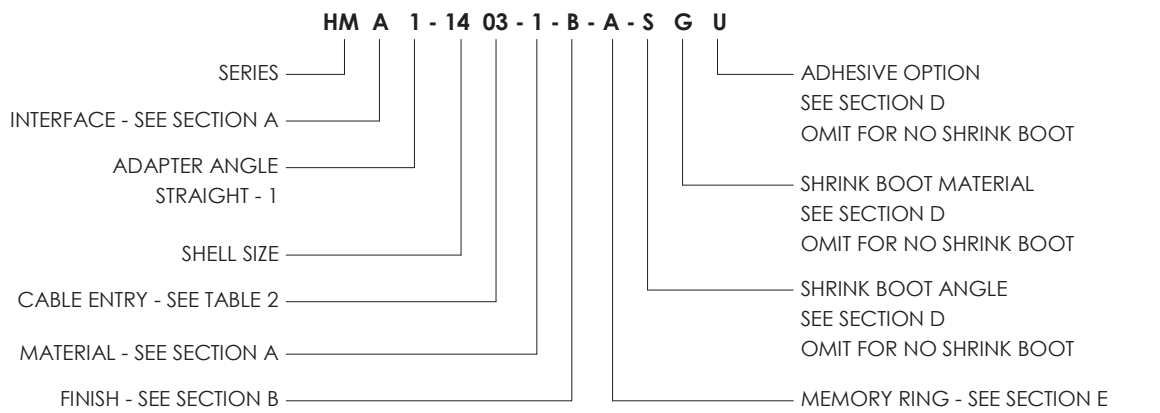 HM A 1 - 14 03 - 1 - B - A - S G U
SERIES
INTERFACE - SEE SECTION A
ADAPTER ANGLE
STRAIGHT - 1
SHELL SIZE
CABLE ENTRY - SEE TABLE 2
MATERIAL - SEE SECTION A
FINISH - SEE SECTION B
ADHESIVE OPTION
SEE SECTION D
OMIT FOR NO SHRINK BOOT
SHRINK BOOT MATERIAL
SEE SECTION D
OMIT FOR NO SHRINK BOOT
SHRINK BOOT ANGLE
SEE SECTION D
OMIT FOR NO SHRINK BOOT
MEMORY RING - SEE SECTION E